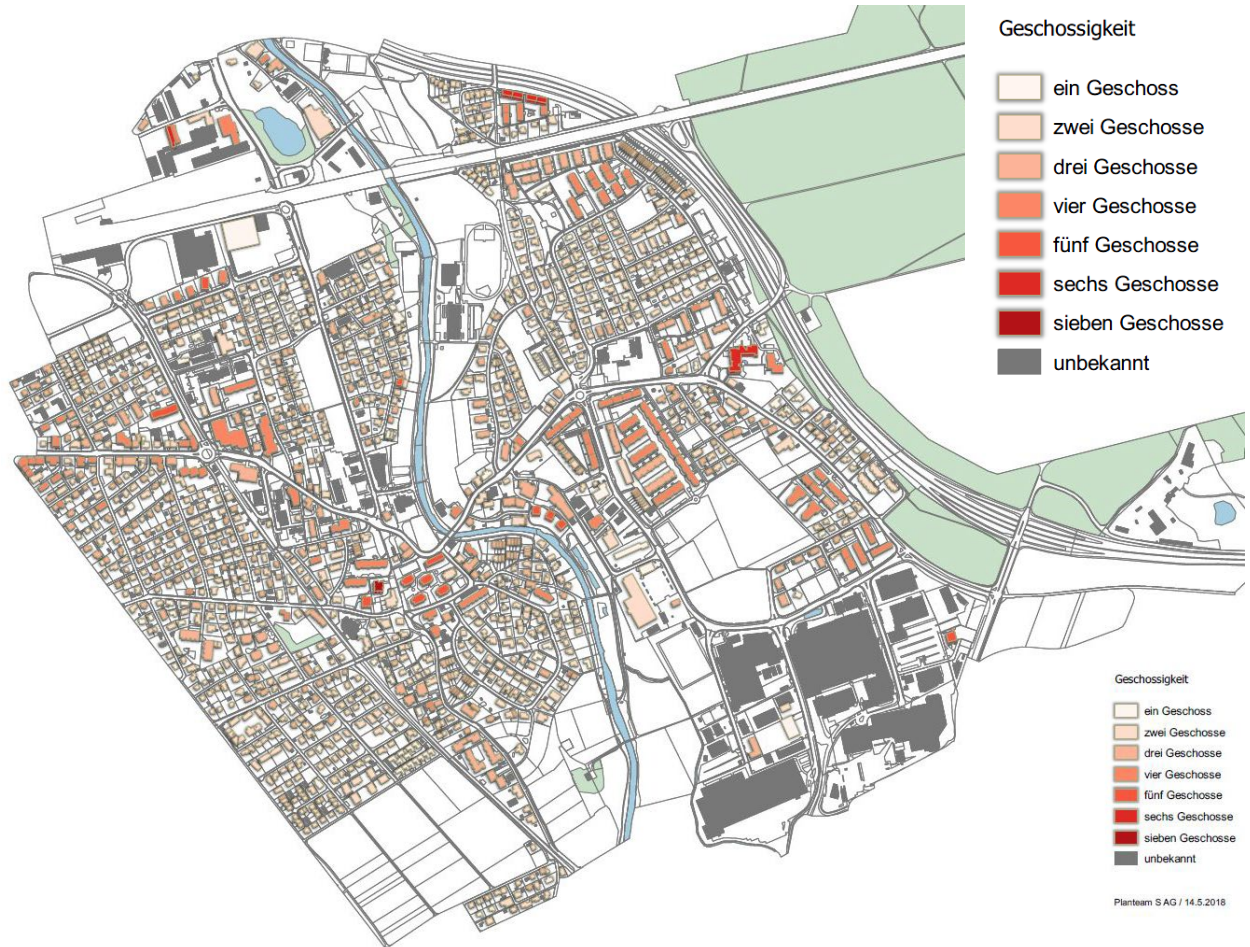 Geschossigkeit
ein Geschoss
zwei Geschosse
drei Geschosse
vier Geschosse
fünf Geschosse
sechs Geschosse
sieben Geschosse
unbekannt
Geschossigkeit
ein Geschoss
zwei Geschosse
drei Geschosse
vier Geschosse
fünf Geschosse
sechs Geschosse
sieben Geschosse
unbekannt
Planteam S AG / 14.5.2018